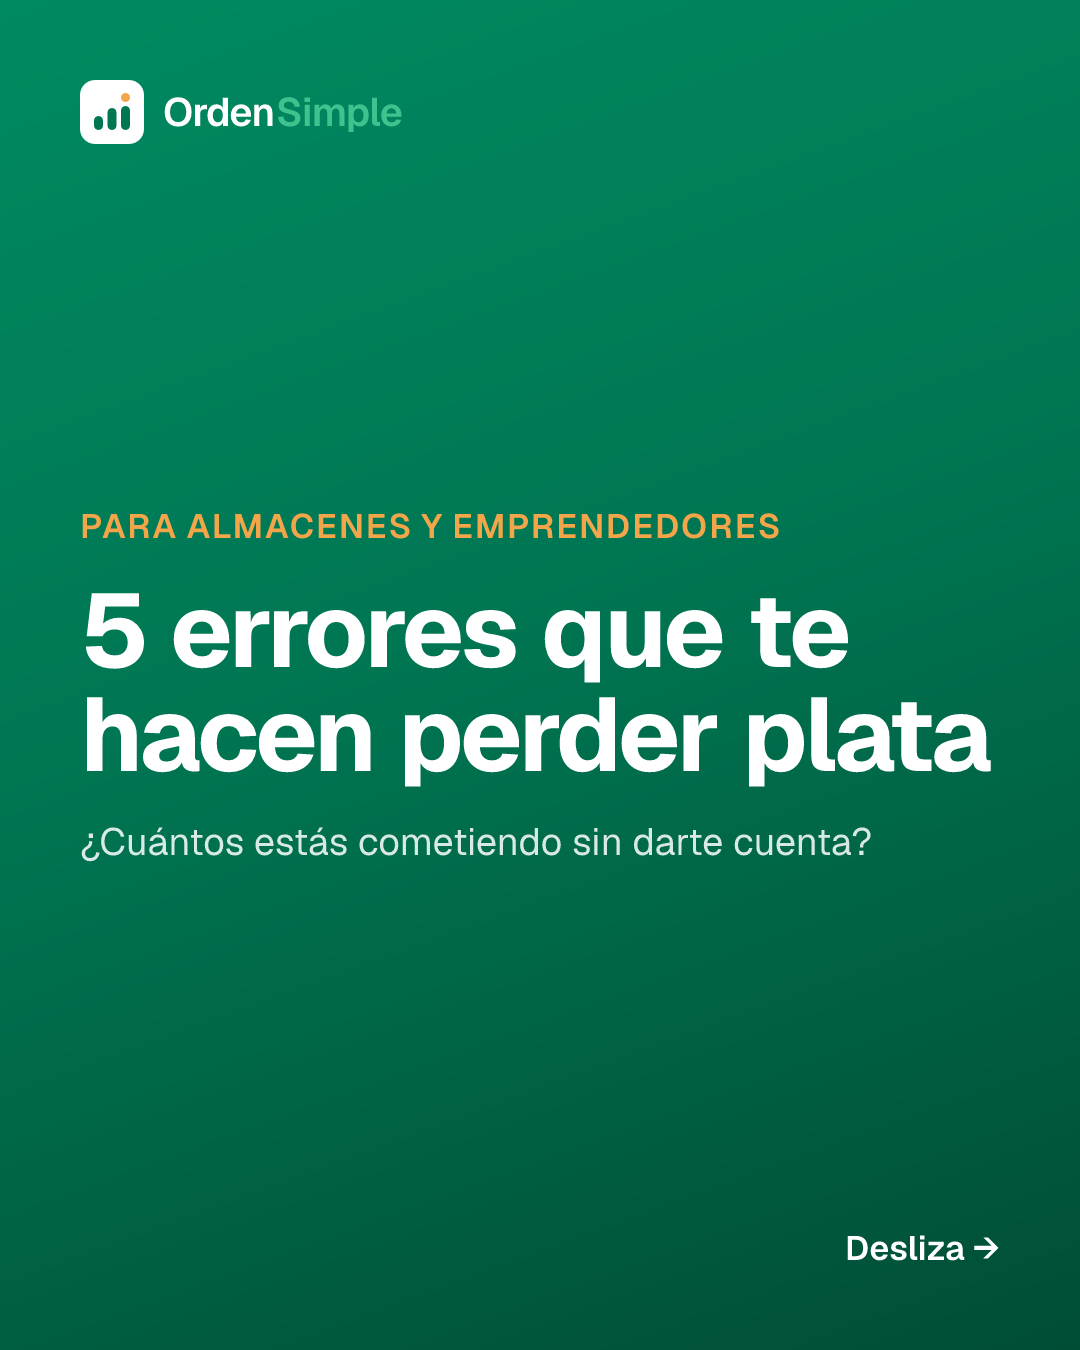 OrdenSimple
PARA ALMACENES Y EMPRENDEDORES
5 errores que te
hacen perder plata
¿Cuántos estás cometiendo sin darte cuenta?
Desliza →